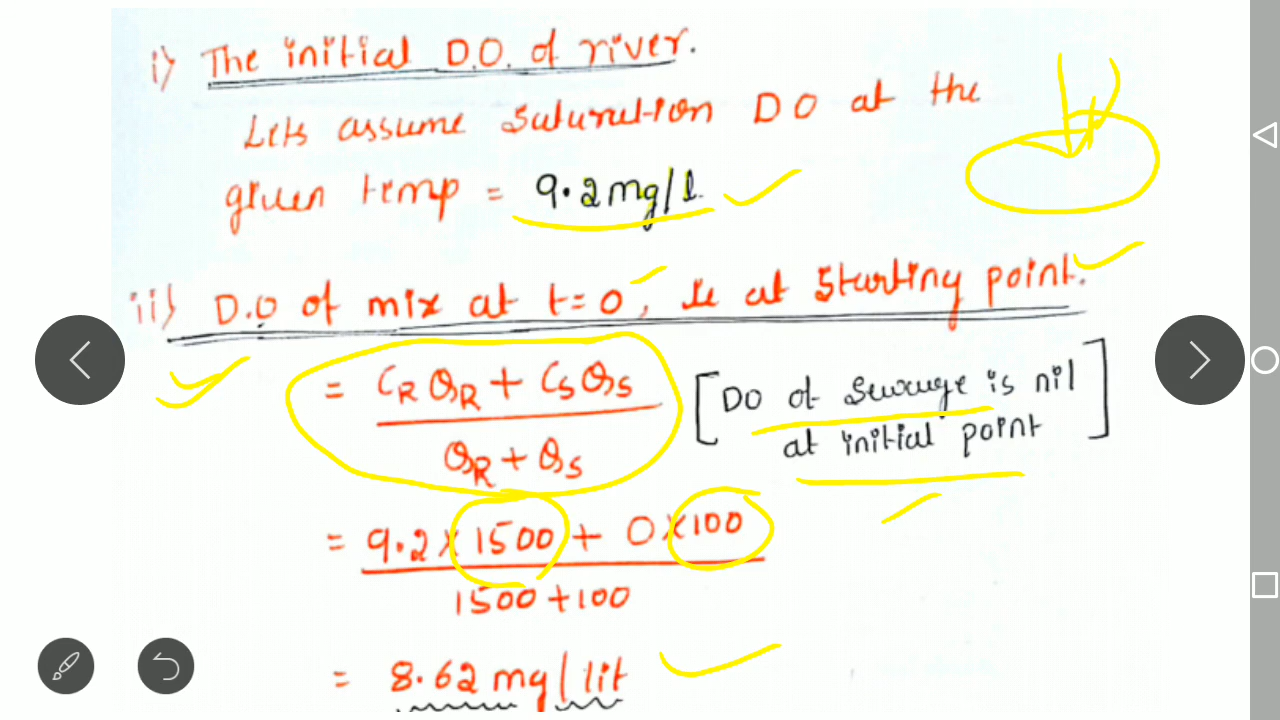 i) The initial D.O. of river.
Lets assume Saturation DO at the
given temp = 9.2 mg/l.
ii) D.O of mix at t=0, ie at starting point.
= CR QR + CS QS
QR + QS
[DO of Sewage is nil
at initial point]
= 9.2 x 1500 + 0 x 100
1500 + 100
= 8.62 mg/lit